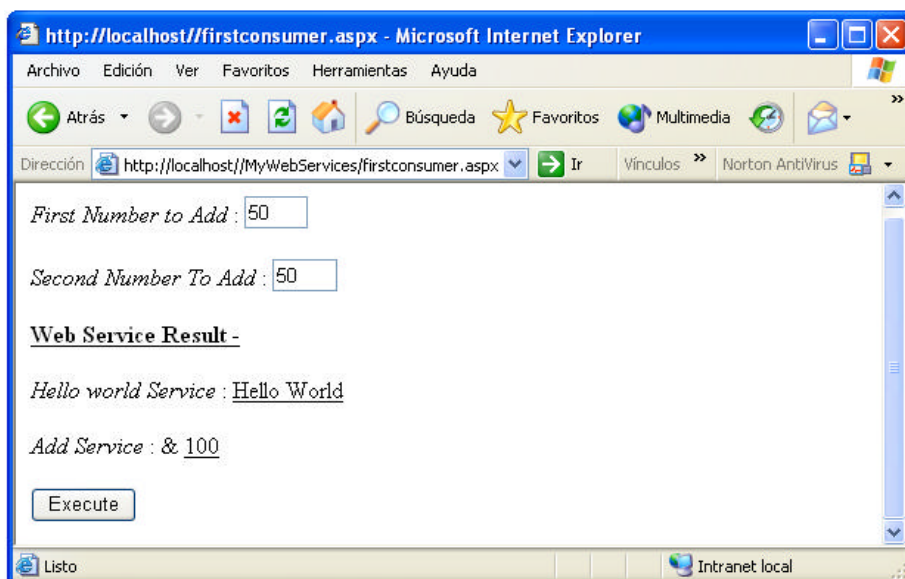 http://localhost//firstconsumer.aspx - Microsoft Internet Explorer
Archivo Edición Ver Favoritos Herramientas Ayuda
Atrás Búsqueda Favoritos Multimedia »
Dirección http://localhost//MyWebServices/firstconsumer.aspx Ir Vínculos » Norton AntiVirus
First Number to Add : 50
Second Number To Add : 50
Web Service Result -
Hello world Service : Hello World
Add Service : & 100
Execute
Listo Intranet local